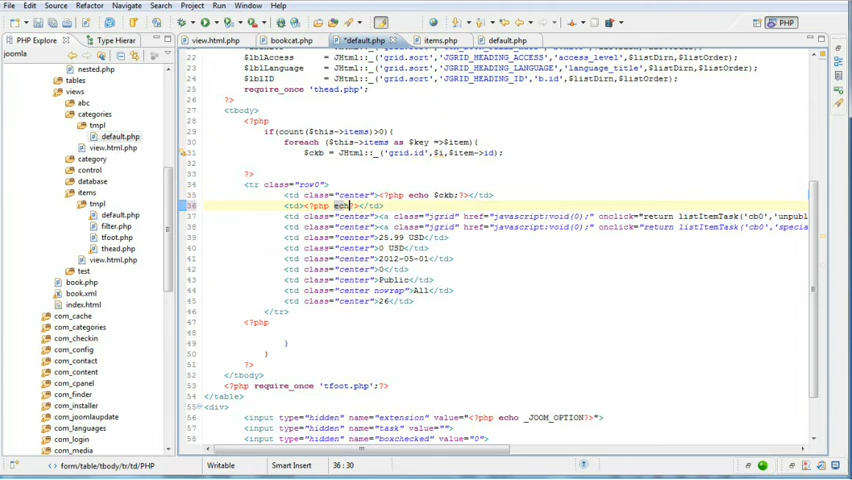 File Edit Source Refactor Navigate Search Project Run Window Help
PHP
PHP Explore Type Hierar
view.html.php bookcat.php *default.php items.php default.php
joomla
nested.php
tables
views
abc
categories
tmpl
default.php
view.html.php
category
control
database
items
tmpl
default.php
filter.php
tfoot.php
thead.php
view.html.php
test
book.php
book.xml
index.html
com_cache
com_categories
com_checkin
com_config
com_contact
com_content
com_cpanel
com_finder
com_installer
com_joomlaupdate
com_languages
com_login
com_media
22 $lblAccess = JHtml::_('grid.sort','JGRID_HEADING_ACCESS','access_level',$listDirn,$listOrder);
23 $lblLanguage = JHtml::_('grid.sort','JGRID_HEADING_LANGUAGE','language_title',$listDirn,$listOrder);
24 $lblID = JHtml::_('grid.sort','JGRID_HEADING_ID','b.id',$listDirn,$listOrder);
25 require_once 'thead.php';
26 ?>
27 <tbody>
28 <?php
29 if(count($this->items)>0){
30 foreach ($this->items as $key =>$item){
31 $ckb = JHtml::_('grid.id',$i,$item->id);
32
33 ?>
34 <tr class="row0">
35 <td class="center"><?php echo $ckb;?></td>
36 <td><?php ech?></td>
37 <td class="center"><a class="jgrid" href="javascript:void(0);" onclick="return listItemTask('cb0','unpubl
38 <td class="center"><a class="jgrid" href="javascript:void(0);" onclick="return listItemTask('cb0','specia
39 <td class="center">25.99 USD</td>
40 <td class="center">0 USD</td>
41 <td class="center">2012-05-01</td>
42 <td class="center">0</td>
43 <td class="center">Public</td>
44 <td class="center nowrap">All</td>
45 <td class="center">26</td>
46 </tr>
47 <?php
48
49 }
50 }
51 ?>
52 </tbody>
53 <?php require_once 'tfoot.php';?>
54 </table>
55 <div>
56 <input type="hidden" name="extension" value="<?php echo _JOOM_OPTION?>">
57 <input type="hidden" name="task" value="">
58 <input type="hidden" name="boxchecked" value="0">
form/table/tbody/tr/td/PHP Writable Smart Insert 36 : 30